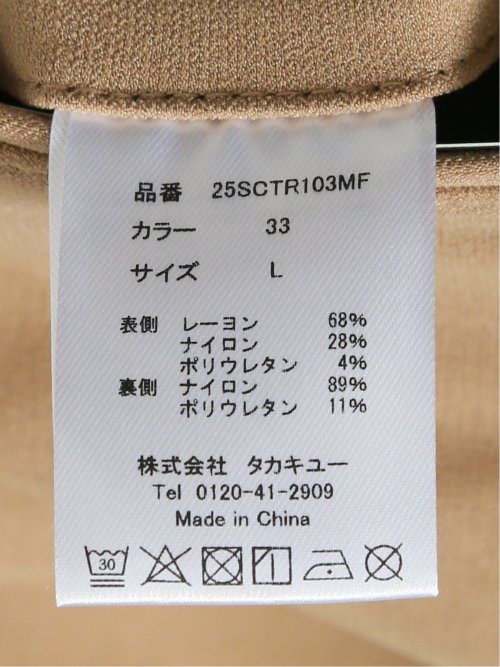 品番 25SCTR103MF
カラー 33
サイズ L
表側 レーヨン 68%
ナイロン 28%
ポリウレタン 4%
裏側 ナイロン 89%
ポリウレタン 11%
株式会社 タカキュー
Tel 0120-41-2909
Made in China
30